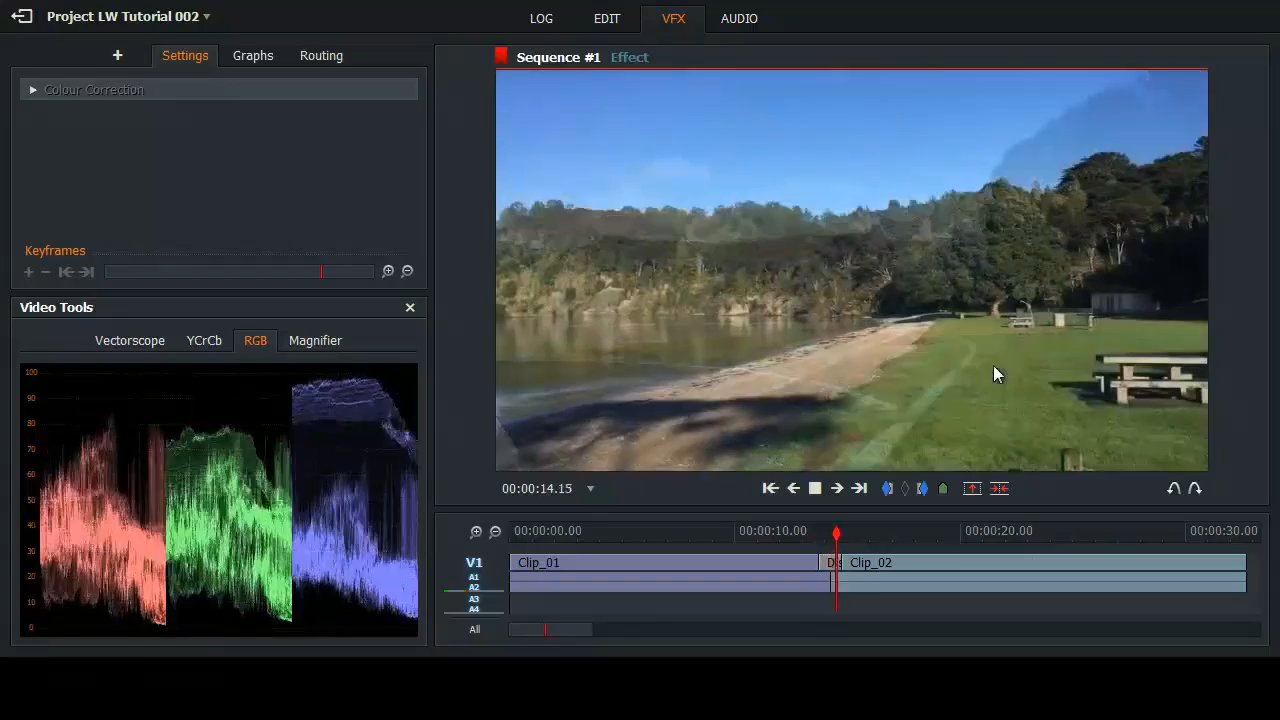 Project LW Tutorial 002
LOG EDIT VFX AUDIO
+ Settings Graphs Routing
Colour Correction
Keyframes
Video Tools
Vectorscope YCrCb RGB Magnifier
100
90
80
70
60
50
40
30
20
10
0
Sequence #1 Effect
00:00:14.15
00:00:00.00 00:00:10.00 00:00:20.00 00:00:30.00
V1 Clip_01 Clip_02
A1
A2
A3
A4
All